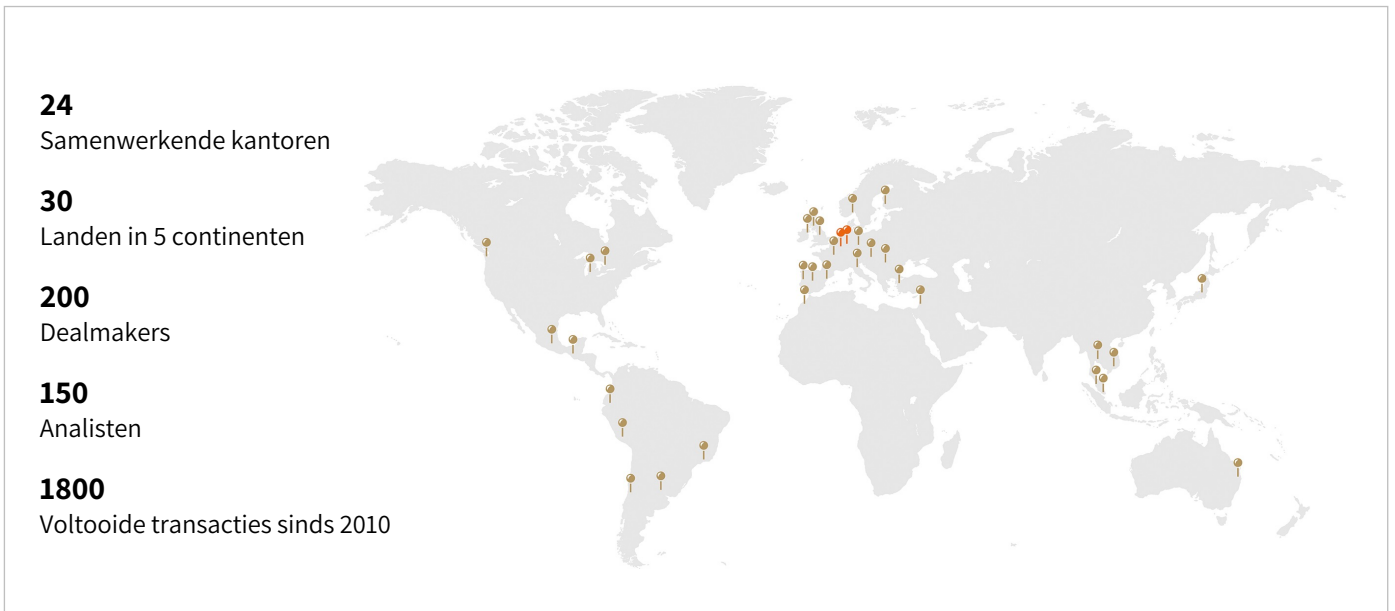 24
Samenwerkende kantoren
30
Landen in 5 continenten
200
Dealmakers
150
Analisten
1800
Voltooide transacties sinds 2010